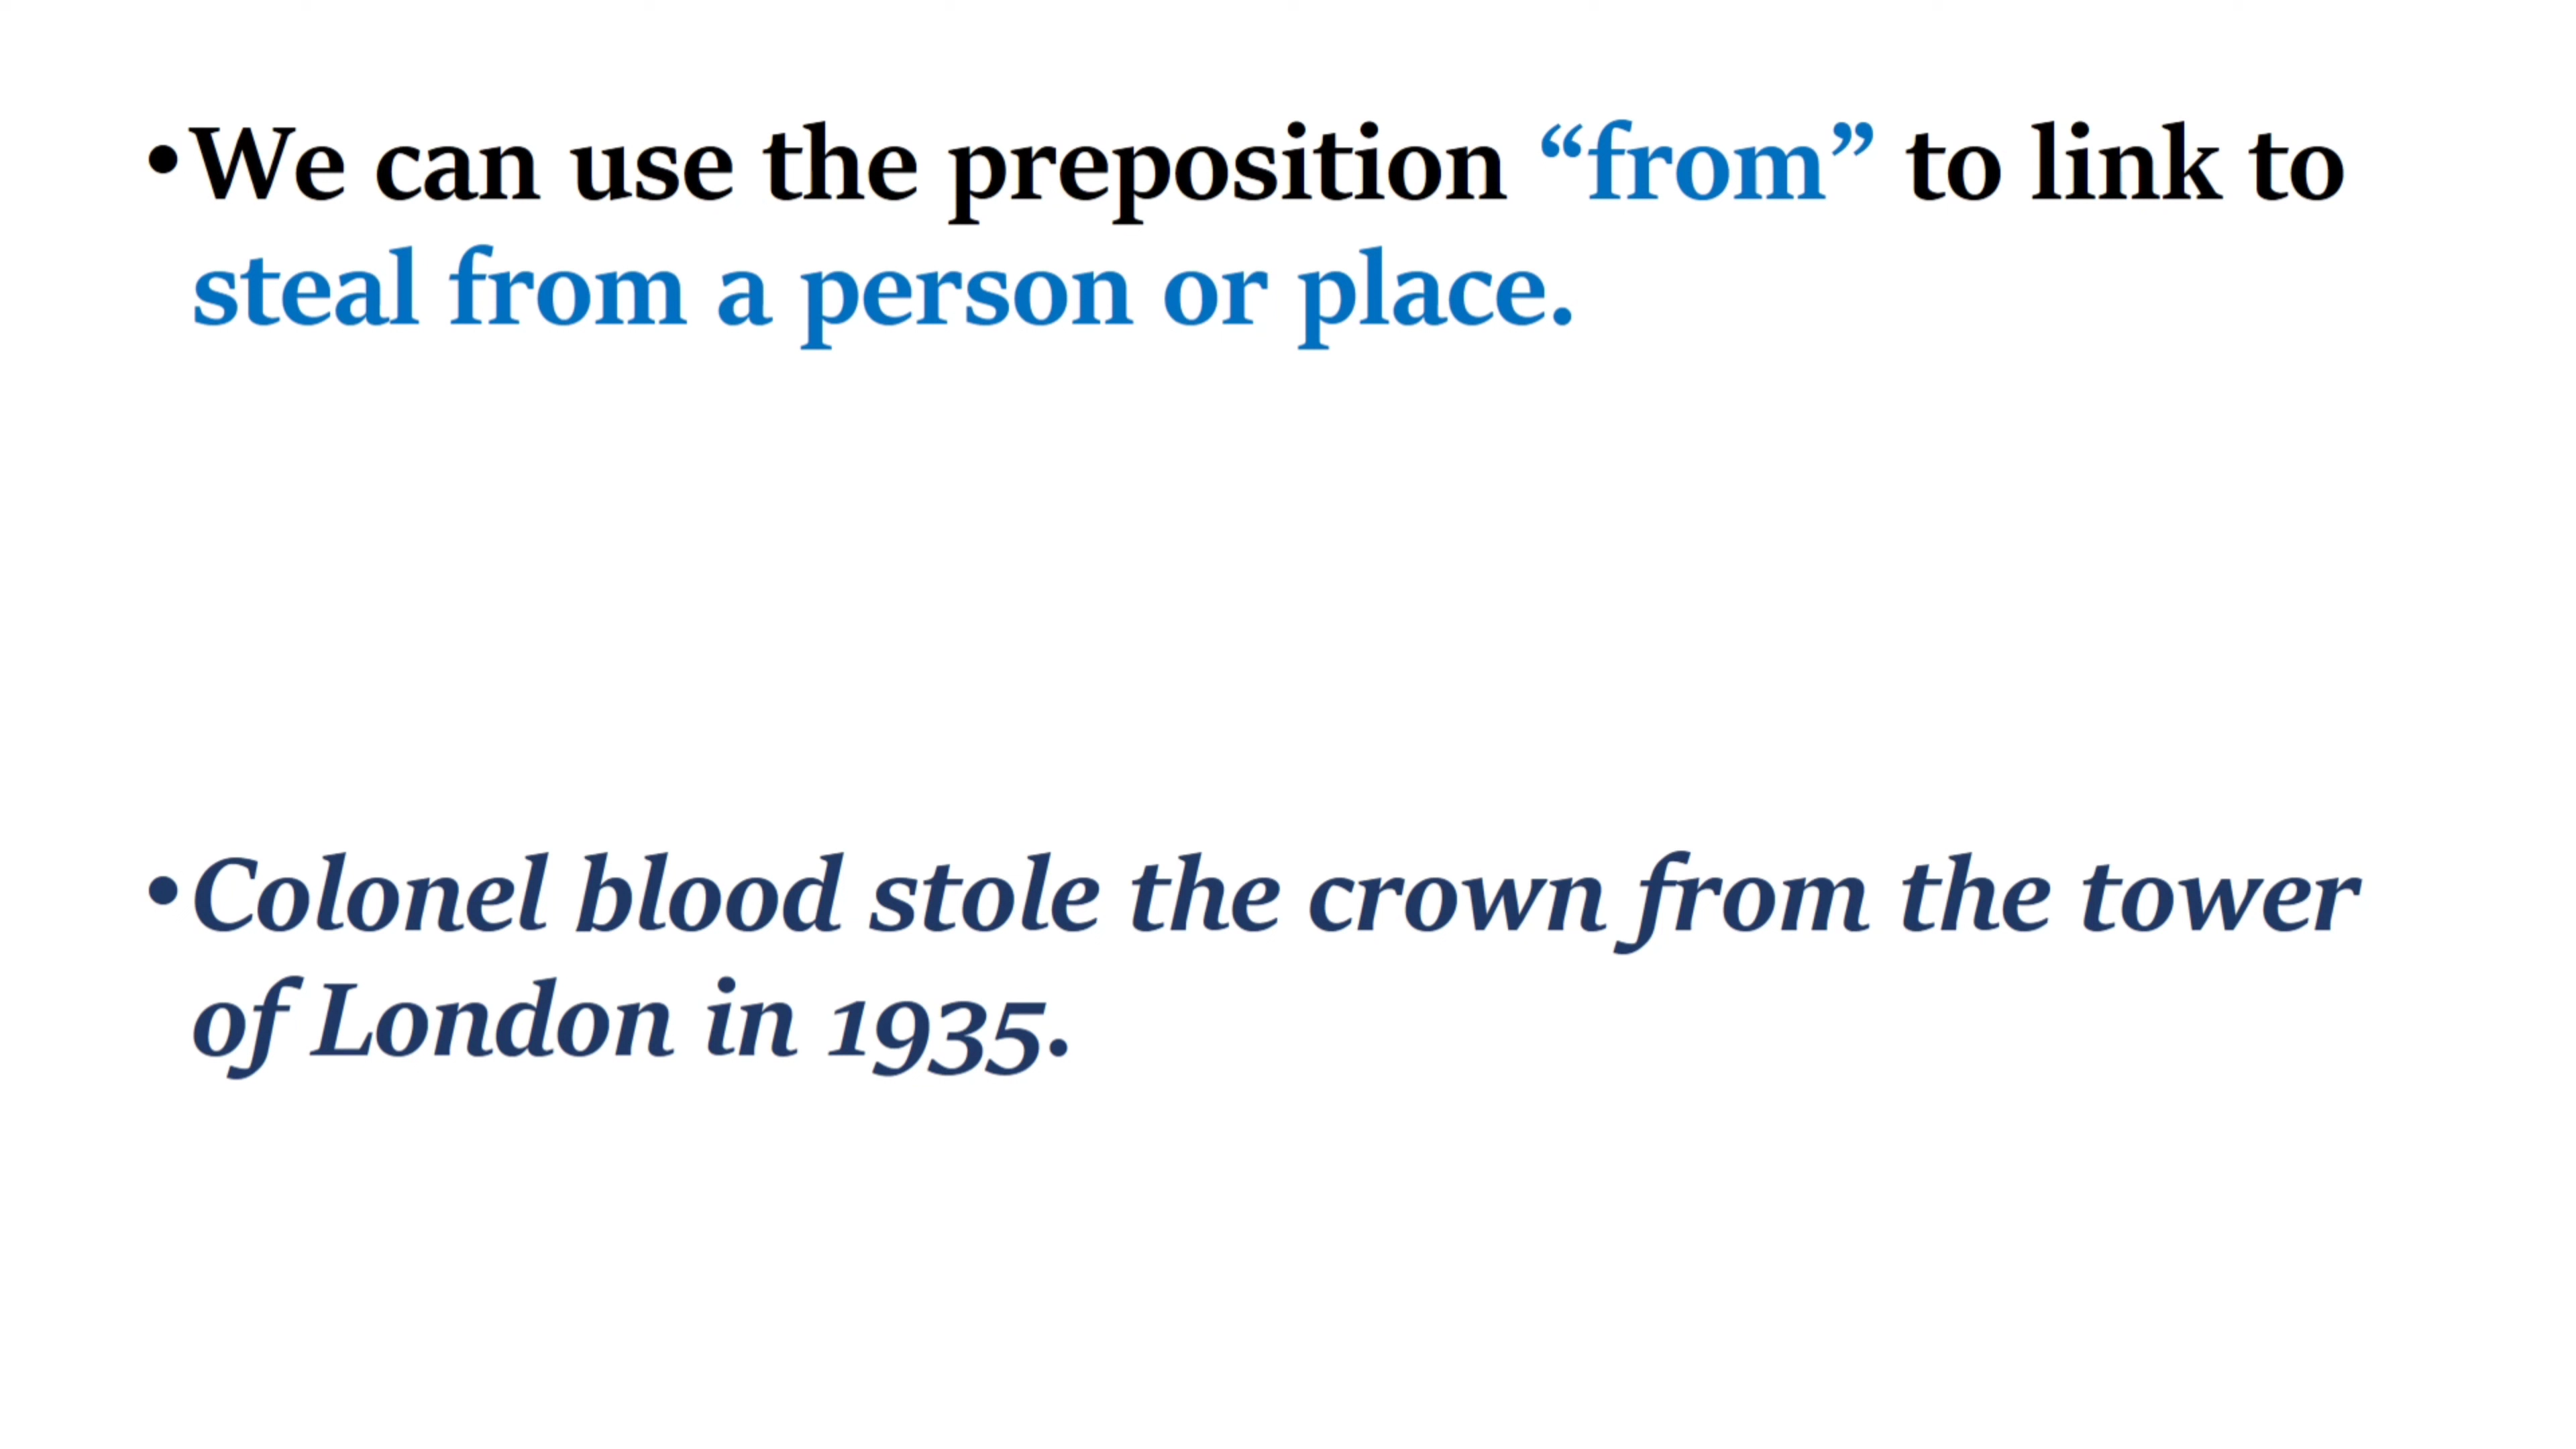 •We can use the preposition “from” to link to
steal from a person or place.
•Colonel blood stole the crown from the tower
of London in 1935.